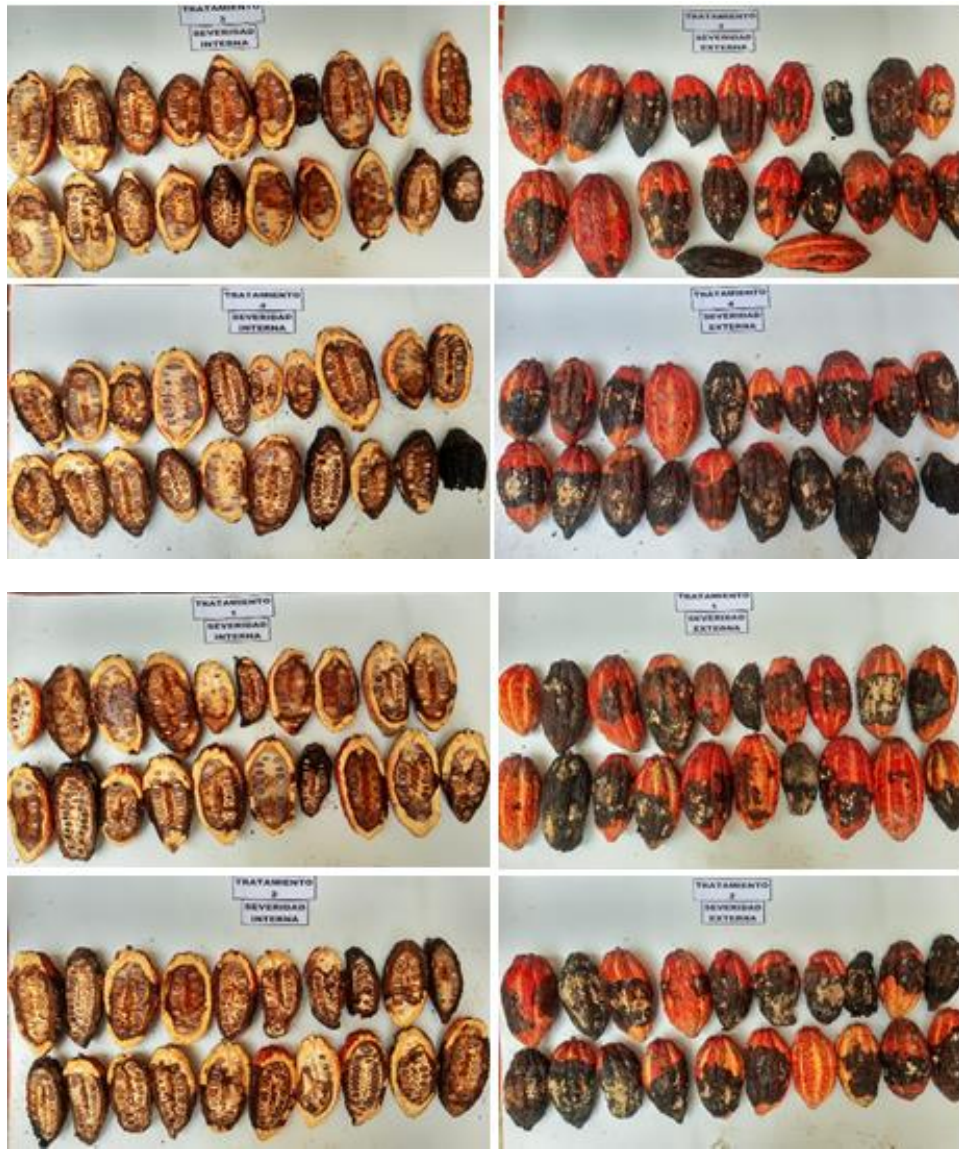 TRATAMIENTO
3
SEVERIDAD
INTERNA
TRATAMIENTO
3
SEVERIDAD
EXTERNA
TRATAMIENTO
4
SEVERIDAD
INTERNA
TRATAMIENTO
4
SEVERIDAD
EXTERNA
TRATAMIENTO
1
SEVERIDAD
INTERNA
TRATAMIENTO
1
SEVERIDAD
EXTERNA
TRATAMIENTO
2
SEVERIDAD
INTERNA
TRATAMIENTO
2
SEVERIDAD
EXTERNA